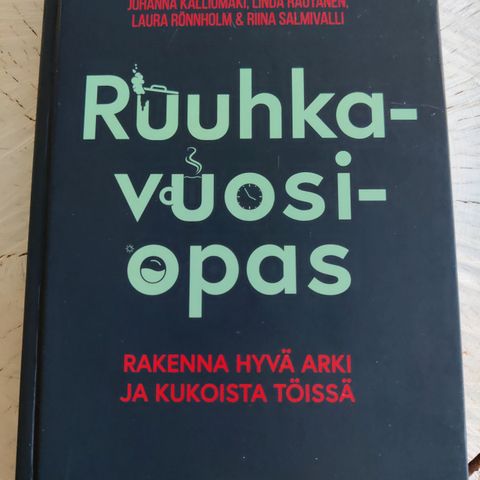 JOHANNA KALLIOMÄKI, LINDA RAUTANEN,
LAURA RÖNNHOLM & RIINA SALMIVALLI
Ruuhka-
vuosi-
opas
RAKENNA HYVÄ ARKI
JA KUKOISTA TÖISSÄ